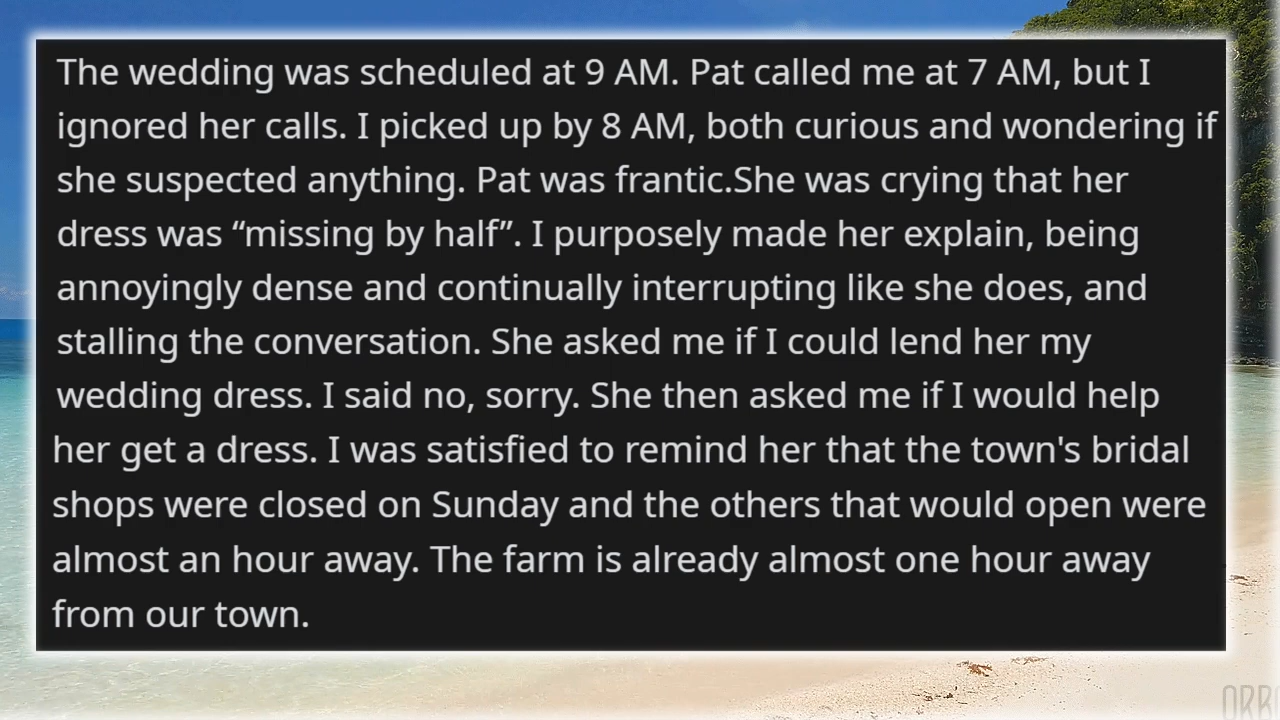 The wedding was scheduled at 9 AM. Pat called me at 7 AM, but I
ignored her calls. I picked up by 8 AM, both curious and wondering if
she suspected anything. Pat was frantic.She was crying that her
dress was “missing by half”. I purposely made her explain, being
annoyingly dense and continually interrupting like she does, and
stalling the conversation. She asked me if I could lend her my
wedding dress. I said no, sorry. She then asked me if I would help
her get a dress. I was satisfied to remind her that the town's bridal
shops were closed on Sunday and the others that would open were
almost an hour away. The farm is already almost one hour away
from our town.